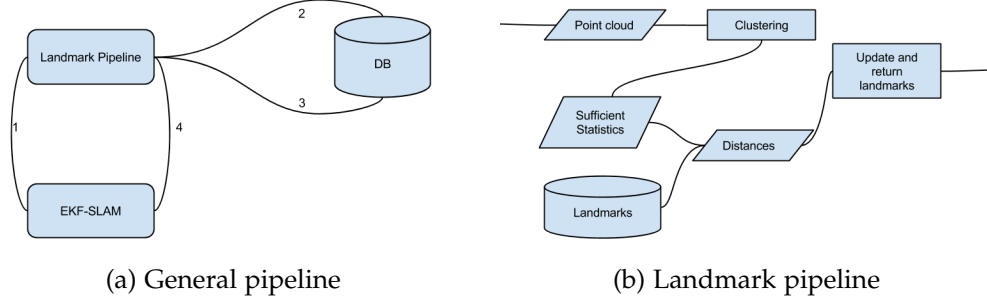 2
Landmark Pipeline
DB
3
1
4
EKF-SLAM
(a) General pipeline
Point cloud
Clustering
Update and
return
landmarks
Sufficient
Statistics
Distances
Landmarks
(b) Landmark pipeline